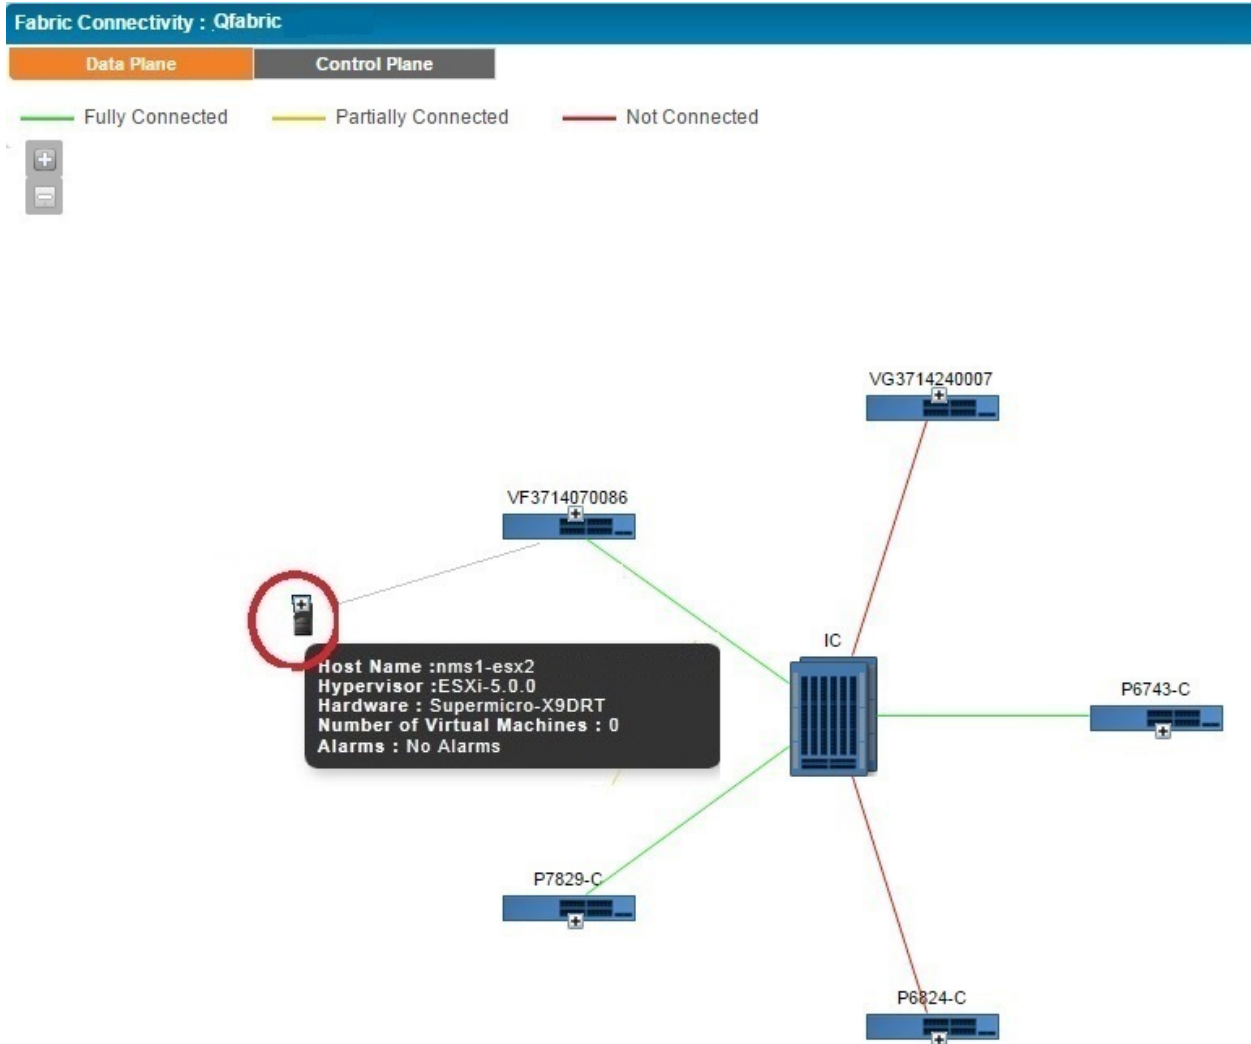 Fabric Connectivity : Qfabric
Data Plane
Control Plane
Fully Connected
Partially Connected
Not Connected
VG3714240007
VF3714070086
IC
Host Name :nms1-esx2
Hypervisor :ESXi-5.0.0
Hardware : Supermicro-X9DRT
Number of Virtual Machines : 0
Alarms : No Alarms
P6743-C
P7829-C
P6824-C